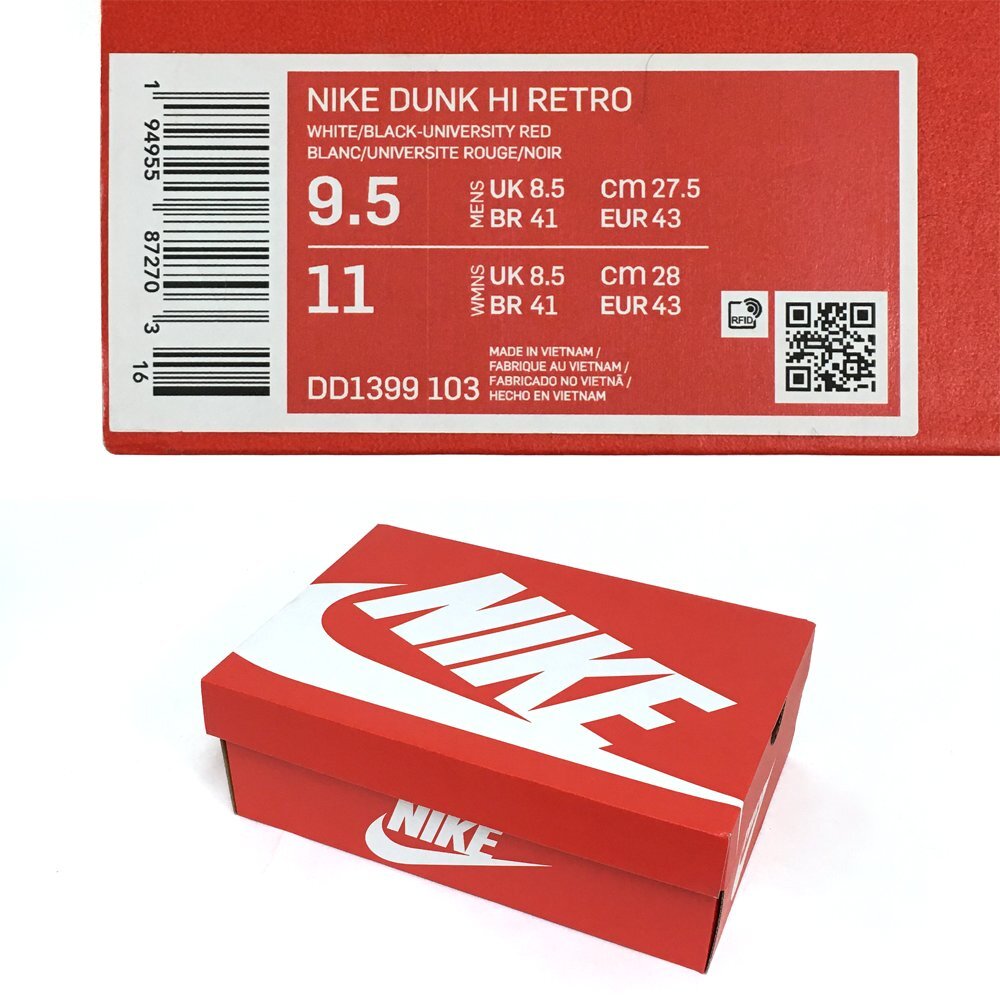 NIKE DUNK HI RETRO
WHITE/BLACK-UNIVERSITY RED
BLANC/UNIVERSITE ROUGE/NOIR
9.5 MENS UK 8.5 cm 27.5
BR 41 EUR 43
11 WMNS UK 8.5 cm 28
BR 41 EUR 43
RFID
DD1399 103
MADE IN VIETNAM /
FABRIQUE AU VIETNAM /
FABRICADO NO VIETNÃ /
HECHO EN VIETNAM
1 94955 87270 3
16
NIKE
NIKE